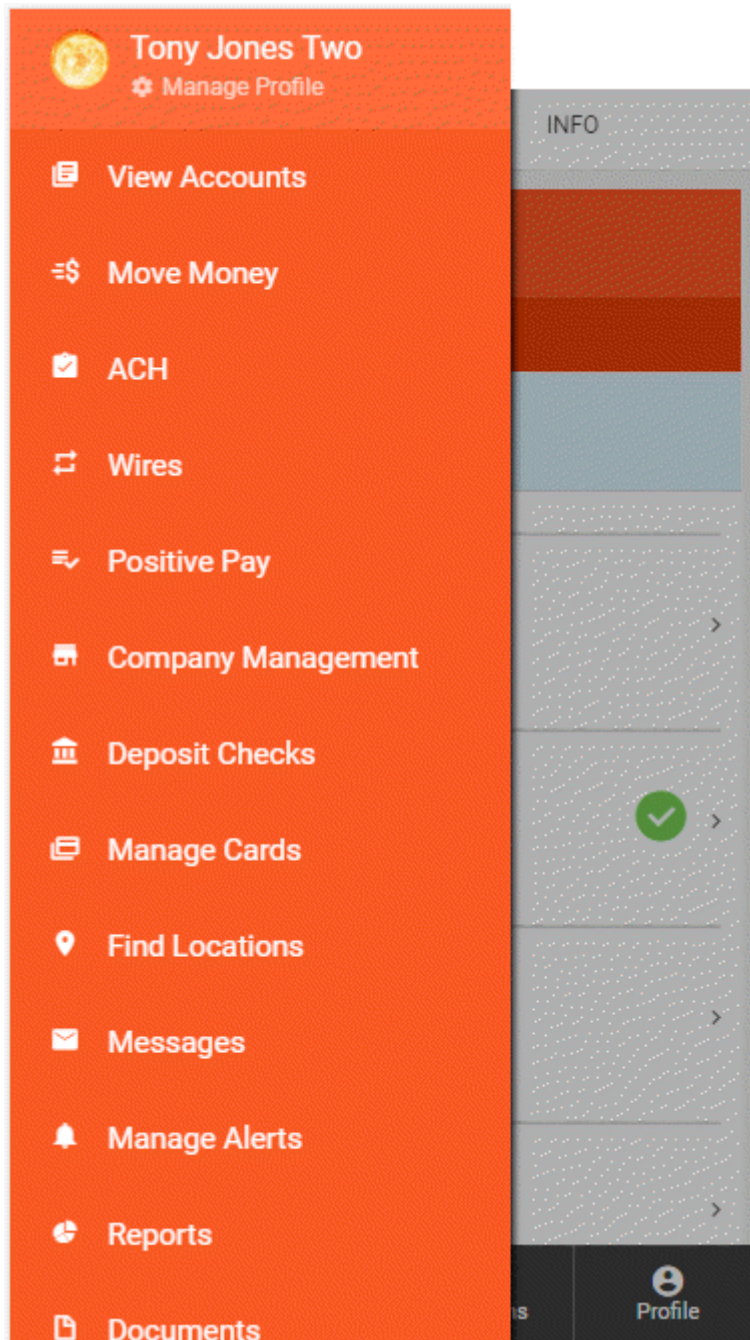 Tony Jones Two
Manage Profile
INFO
View Accounts
Move Money
ACH
Wires
Positive Pay
Company Management
Deposit Checks
Manage Cards
Find Locations
Messages
Manage Alerts
Reports
Documents
Profile